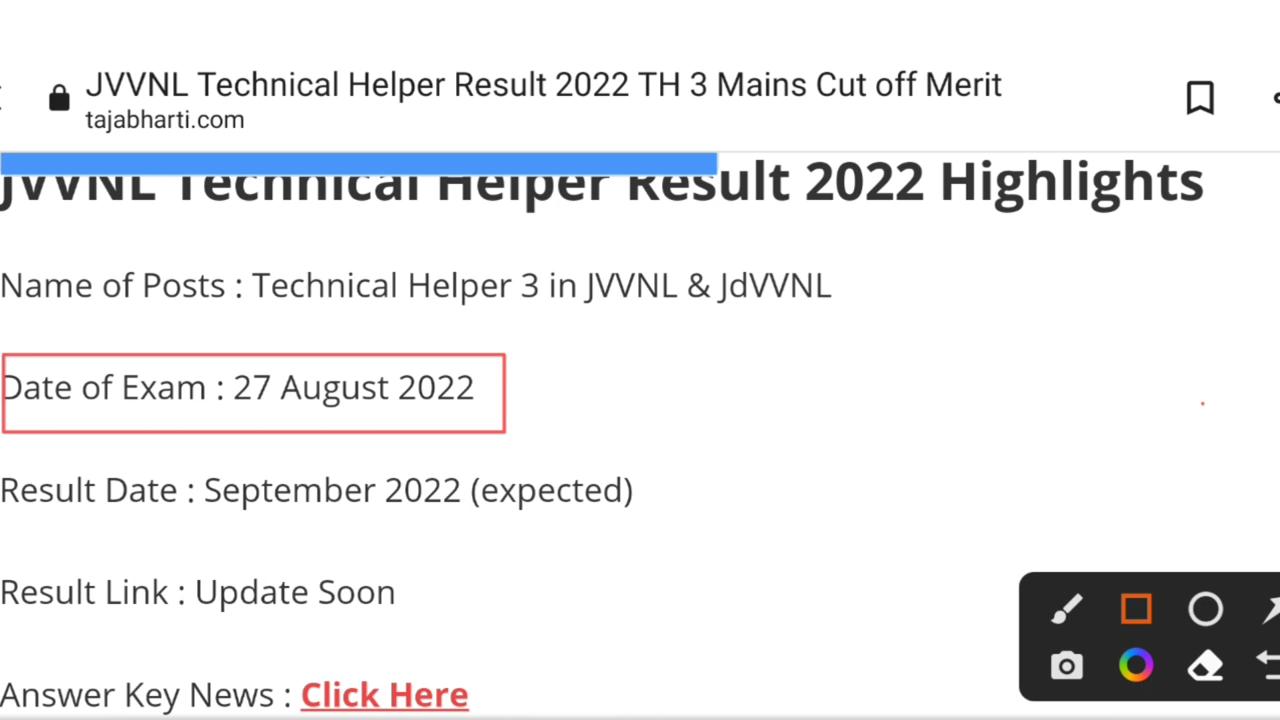 JVVNL Technical Helper Result 2022 TH 3 Mains Cut off Merit
tajabharti.com
JVVNL Technical Helper Result 2022 Highlights
Name of Posts : Technical Helper 3 in JVVNL & JdVVNL
Date of Exam : 27 August 2022
Result Date : September 2022 (expected)
Result Link : Update Soon
Answer Key News : Click Here